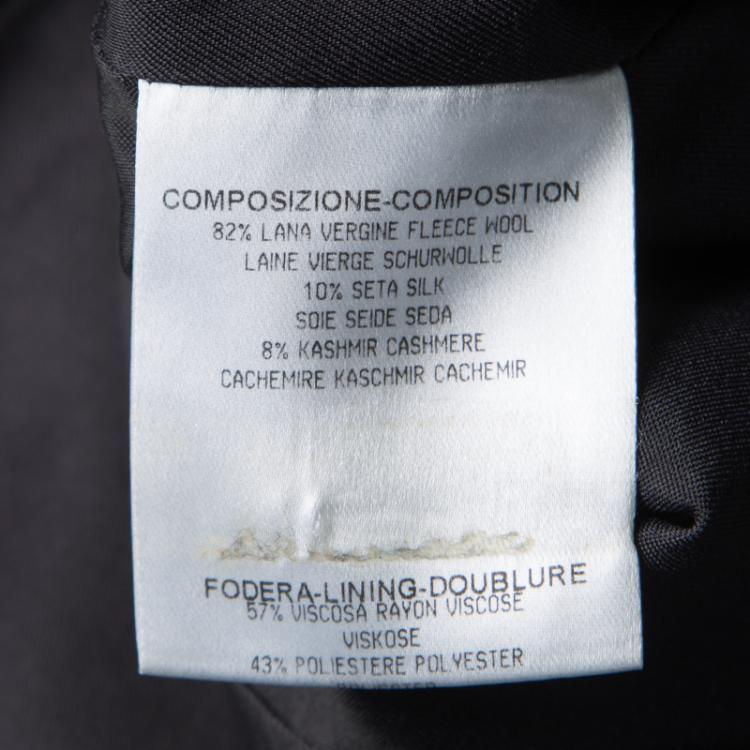 COMPOSIZIONE-COMPOSITION
82% LANA VERGINE FLEECE WOOL
LAINE VIERGE SCHURWOLLE
10% SETA SILK
SOIE SEIDE SEDA
8% KASHMIR CASHMERE
CACHEMIRE KASCHMIR CACHEMIR
FODERA-LINING-DOUBLURE
57% VISCOSA RAYON VISCOSE
VISKOSE
43% POLIESTERE POLYESTER